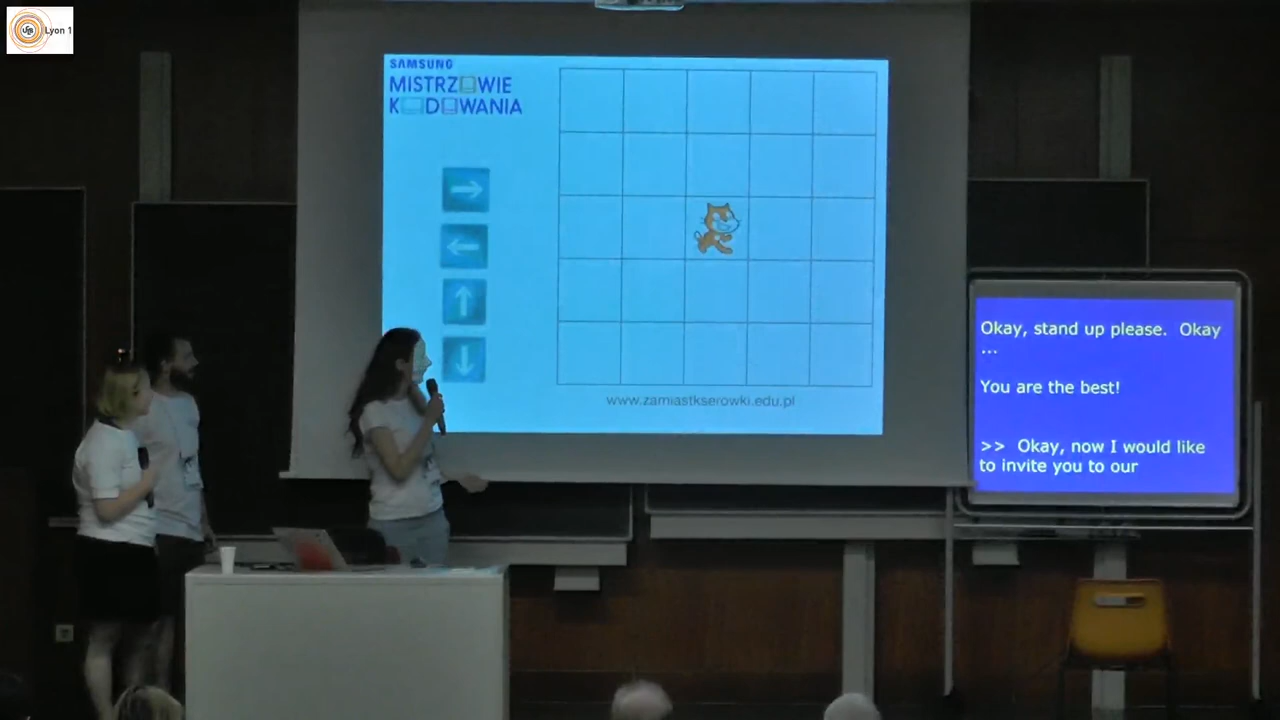 UCB Lyon 1
SAMSUNG
MISTRZOWIE
KODOWANIA
www.zamiastkserowki.edu.pl
Okay, stand up please. Okay
...
You are the best!
>> Okay, now I would like
to invite you to our